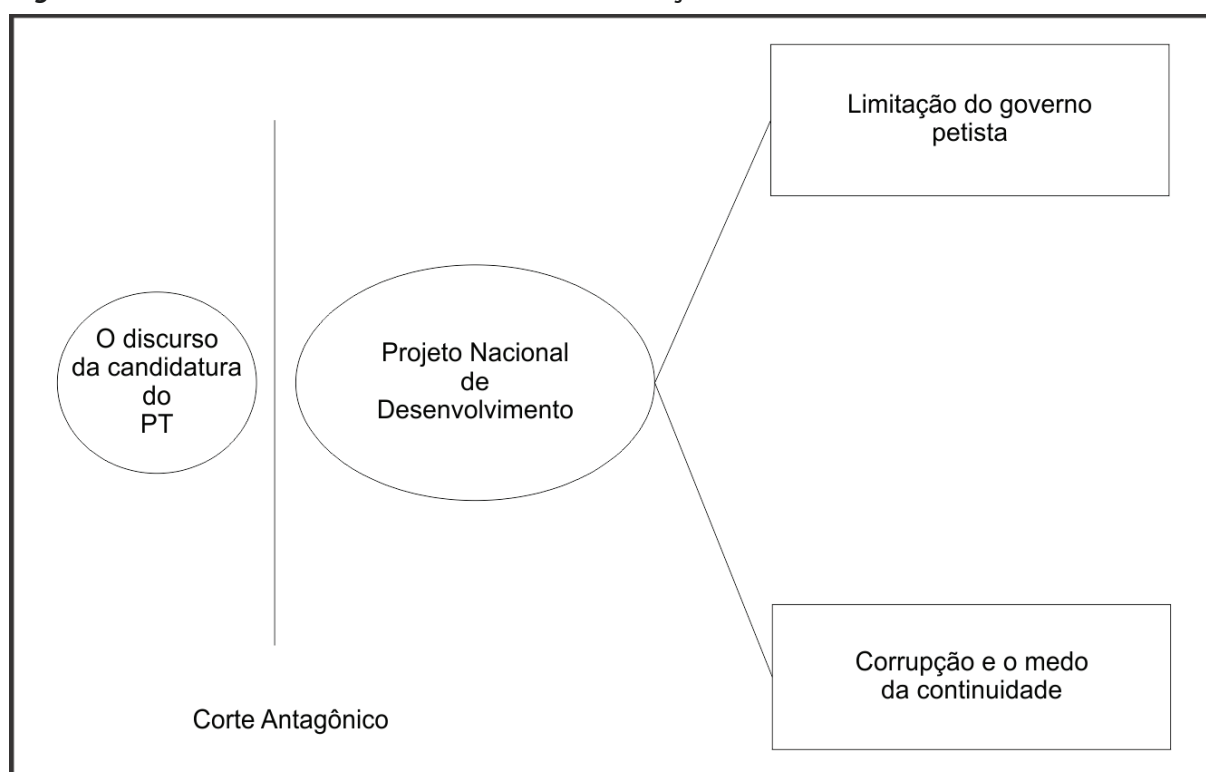 Limitação do governo
petista
O discurso
da candidatura
do
PT
Projeto Nacional
de
Desenvolvimento
Corrupção e o medo
da continuidade
Corte Antagônico